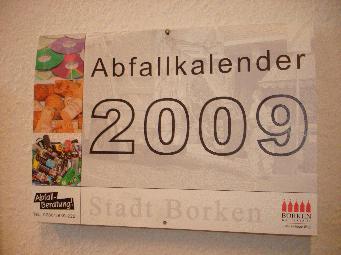 Abfallkalender
2009
Abfall-
Beratung
Stadt Borken
BORKEN